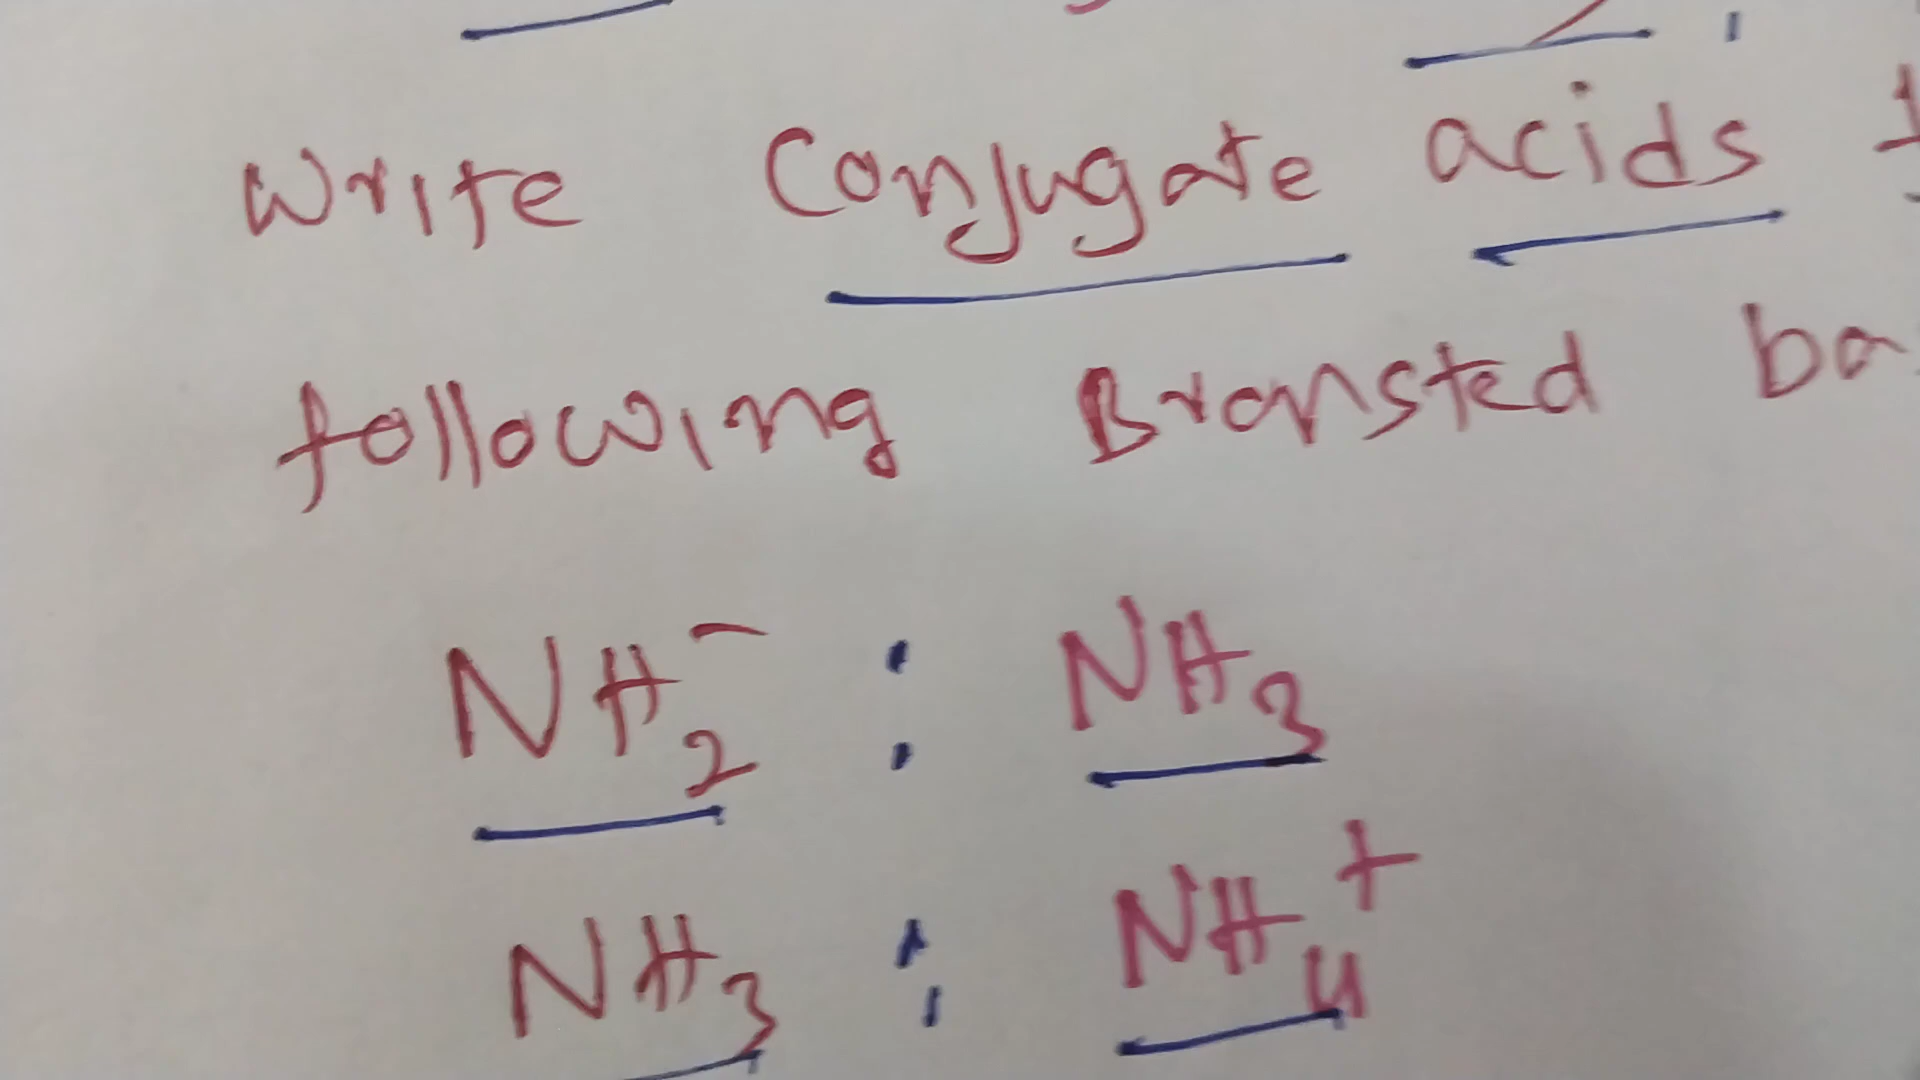 Write Conjugate acids
following Bronsted
NH₂⁻ : NH₃
NH₃ : NH₄⁺